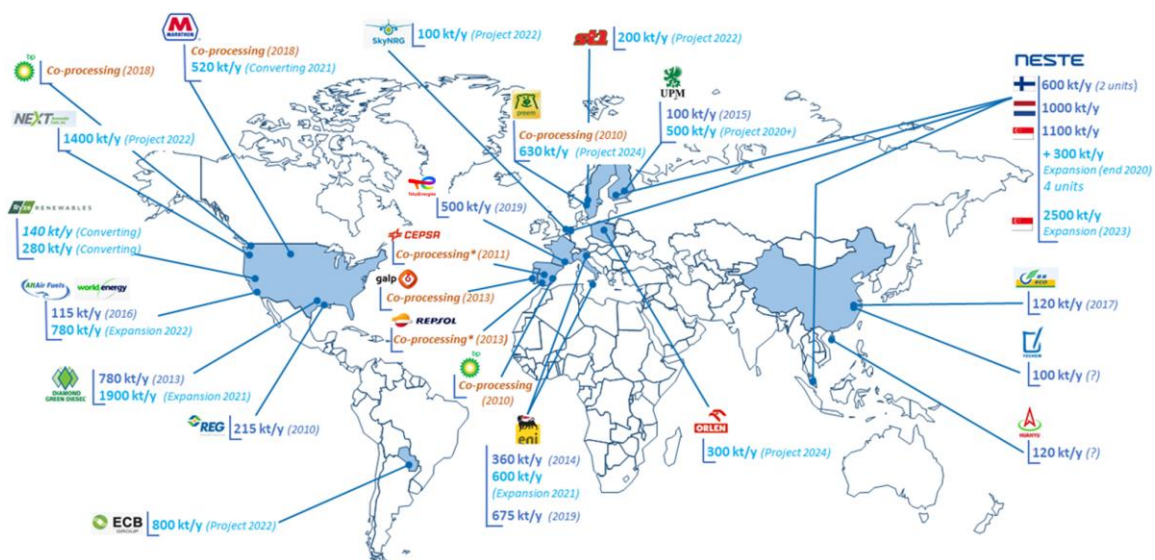 MARATHON
Co-processing (2018)
520 kt/y (Converting 2021)
bp
Co-processing (2018)
NEXT
1400 kt/y (Project 2022)
RENEWABLES
140 kt/y (Converting)
280 kt/y (Converting)
AltAir Fuels
world energy
115 kt/y (2016)
780 kt/y (Expansion 2022)
DIAMOND
GREEN DIESEL
780 kt/y (2013)
1900 kt/y (Expansion 2021)
REG
215 kt/y (2010)
ECB
GROUP
800 kt/y (Project 2022)
SkyNRG
100 kt/y (Project 2022)
st1
200 kt/y (Project 2022)
preem
Co-processing (2010)
630 kt/y (Project 2024)
UPM
100 kt/y (2015)
500 kt/y (Project 2020+)
TotalEnergies
500 kt/y (2019)
CEPSA
Co-processing* (2011)
galp
Co-processing (2013)
REPSOL
Co-processing* (2013)
bp
Co-processing
(2010)
eni
360 kt/y (2014)
600 kt/y
(Expansion 2021)
675 kt/y (2019)
ORLEN
300 kt/y (Project 2024)
NESTE
600 kt/y (2 units)
1000 kt/y
1100 kt/y
+ 300 kt/y
Expansion (end 2020)
4 units
2500 kt/y
Expansion (2023)
ECO
120 kt/y (2017)
100 kt/y (?)
120 kt/y (?)